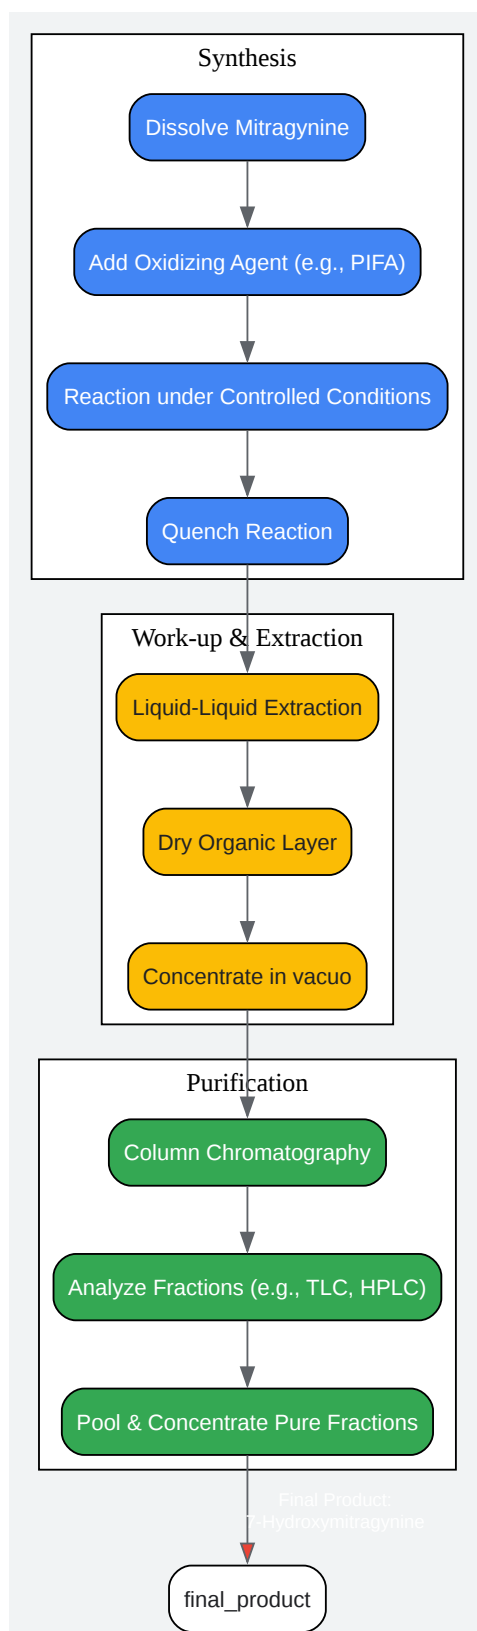 Synthesis
Dissolve Mitragynine
Add Oxidizing Agent (e.g., PIFA)
Reaction under Controlled Conditions
Quench Reaction
Work-up & Extraction
Liquid-Liquid Extraction
Dry Organic Layer
Concentrate in vacuo
Purification
Column Chromatography
Analyze Fractions (e.g., TLC, HPLC)
Pool & Concentrate Pure Fractions
Final Product:
7-Hydroxymitragynine
final_product